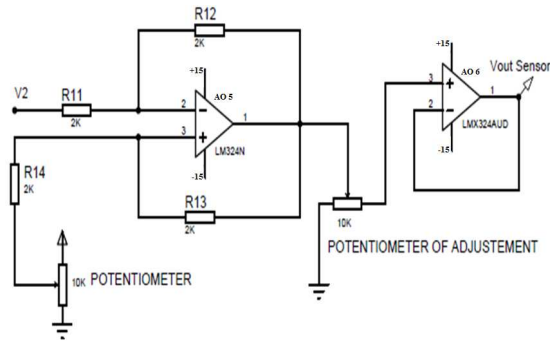 R12
2K
+15
AO 5
V2
R11
2K
2
3
1
LM324N
-15
R14
2K
R13
2K
10K
POTENTIOMETER
10K
POTENTIOMETER OF ADJUSTEMENT
+15
AO 6
Vout Sensor
3
2
1
LMX324AUD
-15